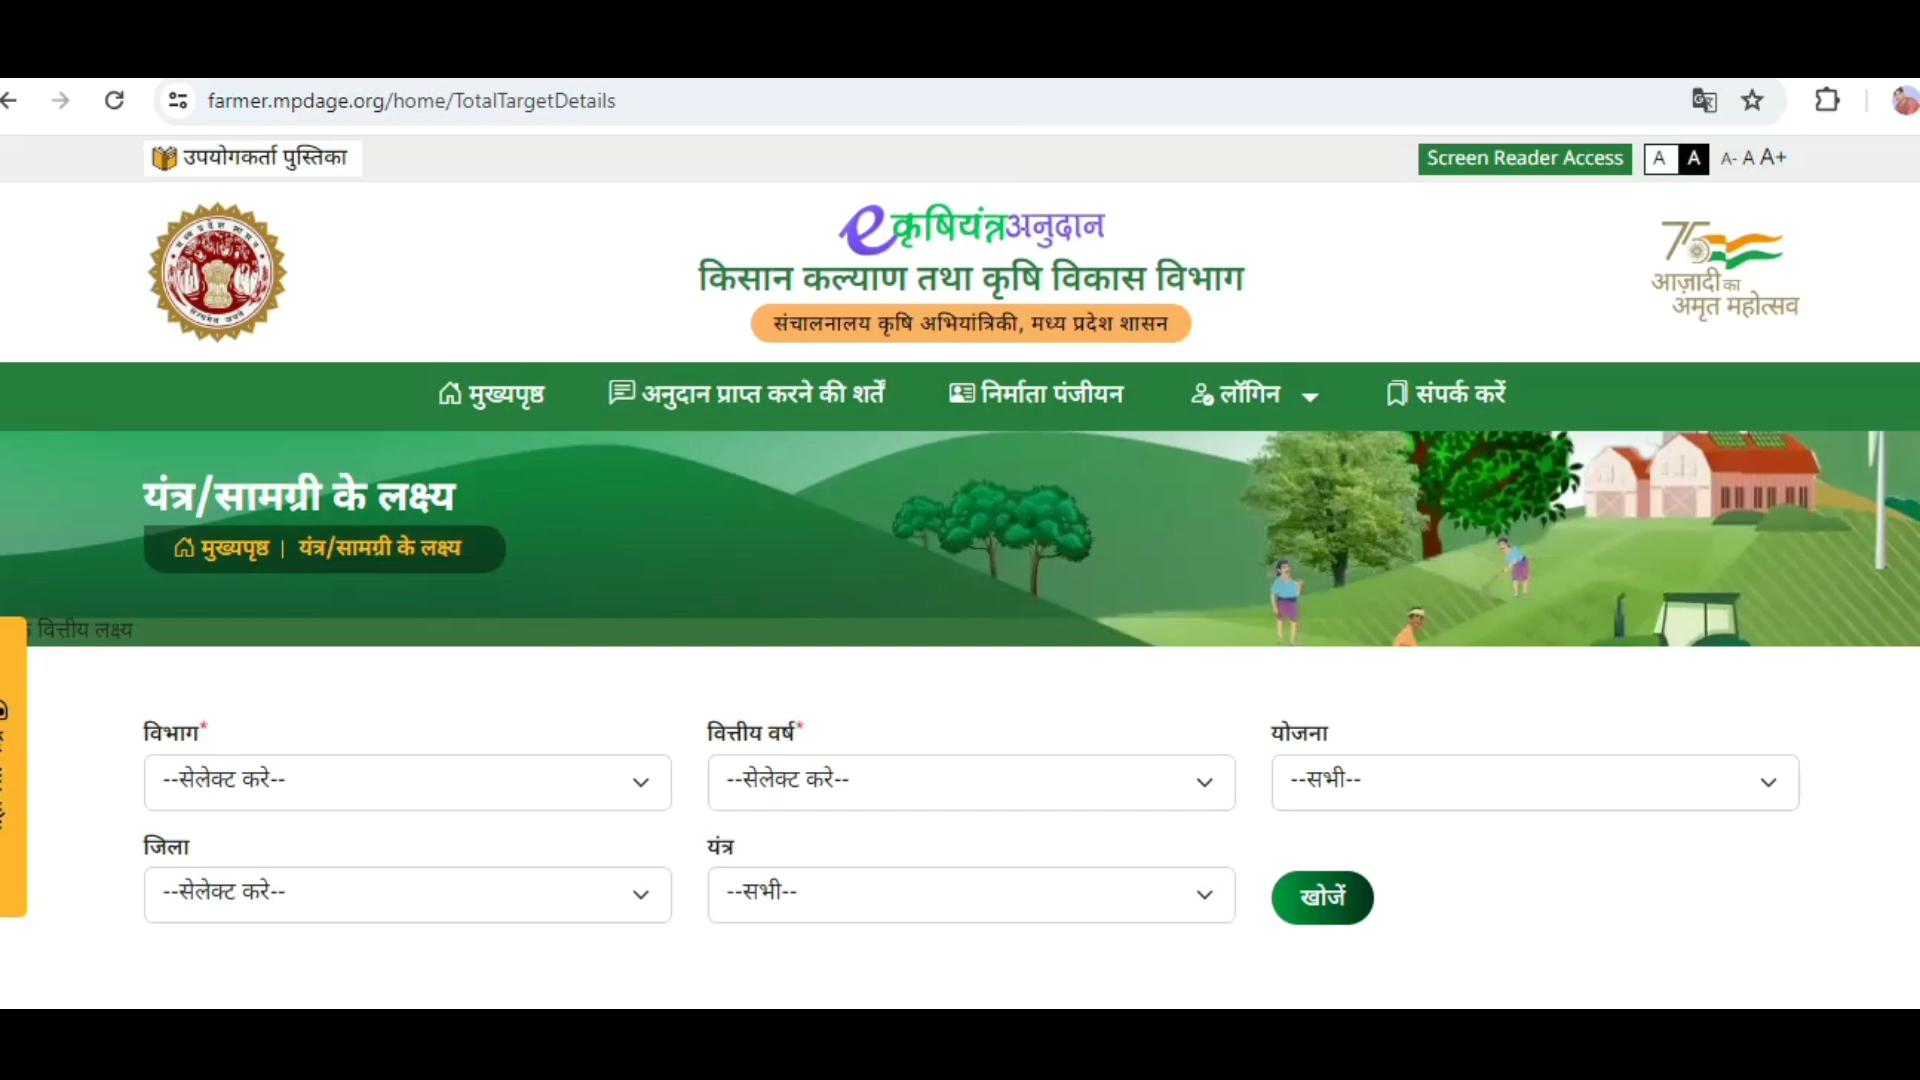 farmer.mpdage.org/home/TotalTargetDetails
उपयोगकर्ता पुस्तिका
Screen Reader Access A A A- A A+
eकृषियंत्रअनुदान
किसान कल्याण तथा कृषि विकास विभाग
संचालनालय कृषि अभियांत्रिकी, मध्य प्रदेश शासन
75
आज़ादी का
अमृत महोत्सव
मुख्यपृष्ठ अनुदान प्राप्त करने की शर्तें निर्माता पंजीयन लॉगिन संपर्क करें
यंत्र/सामग्री के लक्ष्य
मुख्यपृष्ठ | यंत्र/सामग्री के लक्ष्य
वित्तीय लक्ष्य
विभाग* वित्तीय वर्ष* योजना
--सेलेक्ट करे-- --सेलेक्ट करे-- --सभी--
जिला यंत्र
--सेलेक्ट करे-- --सभी-- खोजें